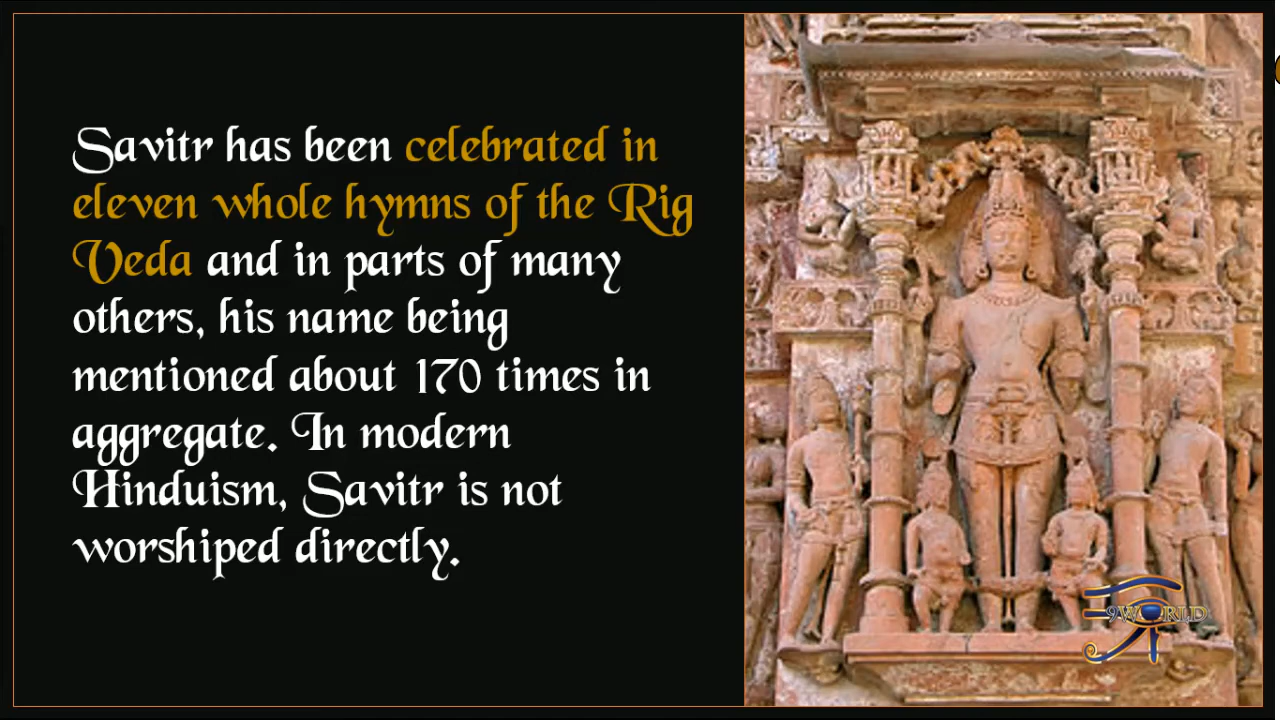 Savitr has been celebrated in
eleven whole hymns of the Rig
Veda and in parts of many
others, his name being
mentioned about 170 times in
aggregate. In modern
Hinduism, Savitr is not
worshiped directly.
9WORLD